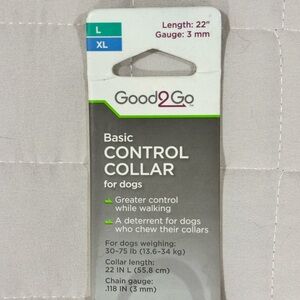 L
XL
Length: 22"
Gauge: 3 mm
Good2Go
Basic
CONTROL
COLLAR
for dogs
Greater control
while walking
A deterrent for dogs
who chew their collars
For dogs weighing:
30-75 lb (13.6-34 kg)
Collar length:
22 IN L (55.8 cm)
Chain gauge:
.118 IN (3 mm)